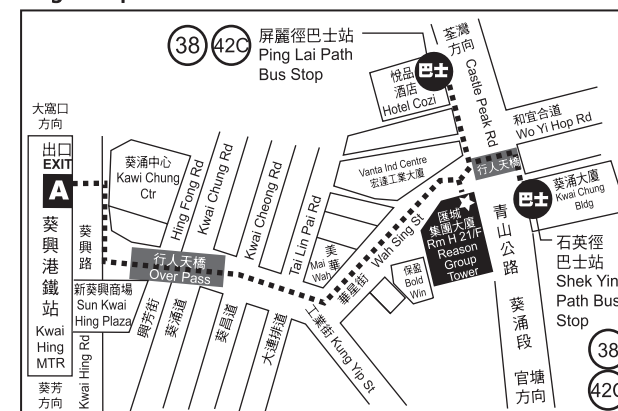 38
42C
屏麗徑巴士站
Ping Lai Path
Bus Stop
荃灣
方向
Castle Peak Rd
巴士
悅品
酒店
Hotel Cozi
和宜合道
Wo Yi Hop Rd
大窩口
方向
出口
EXIT
A
葵興港鐵站
Kwai
Hing
MTR
葵芳
方向
葵興路
Kwai Hing Rd
葵涌中心
Kawi Chung
Ctr
新葵興商場
Sun Kwai
Hing Plaza
Hing Fong Rd
興芳街
Kwai Chung Rd
葵涌道
Kwai Cheong Rd
葵昌道
Tai Lin Pai Rd
大連排道
行人天橋
Over Pass
美華
Mai
Wah
Vanta Ind Centre
宏達工業大廈
Wah Sing St
華星街
工業街 Kung Yip St
保盈
Bold
Win
匯城
集團大廈
Rm H 21/F
Reason
Group
Tower
行人天橋
巴士
葵涌大廈
Kwai Chung
Bldg
青山公路
葵涌段
官塘
方向
石英徑
巴士站
Shek Yin
Path Bus
Stop
38
42C